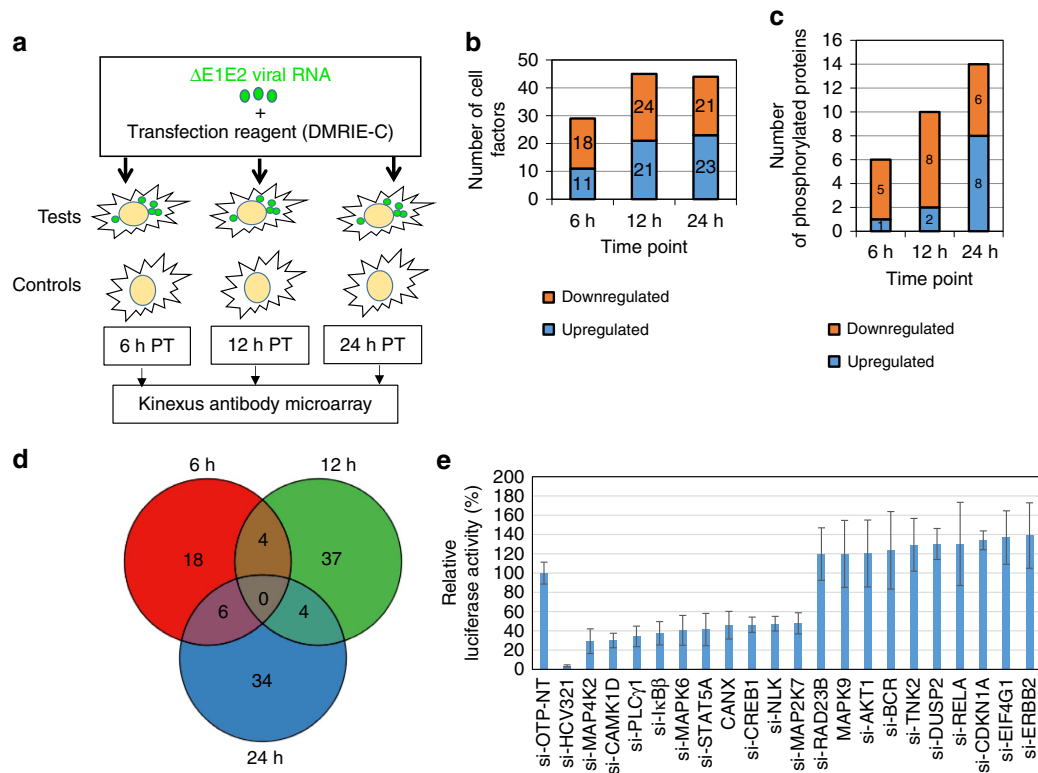 a
ΔE1E2 viral RNA
+
Transfection reagent (DMRIE-C)
Tests
Controls
6 h PT
12 h PT
24 h PT
Kinexus antibody microarray
b
Number of cell
factors
50
40
30
20
10
0
18
11
24
21
21
23
6 h
12 h
24 h
Time point
Downregulated
Upregulated
c
Number
of phosphorylated proteins
16
14
12
10
8
6
4
2
0
5
1
8
2
6
8
6 h
12 h
24 h
Time point
Downregulated
Upregulated
d
6 h
12 h
18
4
37
0
6
4
34
24 h
e
Relative
luciferase activity (%)
200
180
160
140
120
100
80
60
40
20
0
si-OTP-NT
si-HCV321
si-MAP4K2
si-CAMK1D
si-PLCγ1
si-IκBβ
si-MAPK6
si-STAT5A
CANX
si-CREB1
si-NLK
si-MAP2K7
si-RAD23B
MAPK9
si-AKT1
si-BCR
si-TNK2
si-DUSP2
si-RELA
si-CDKN1A
si-EIF4G1
si-ERBB2